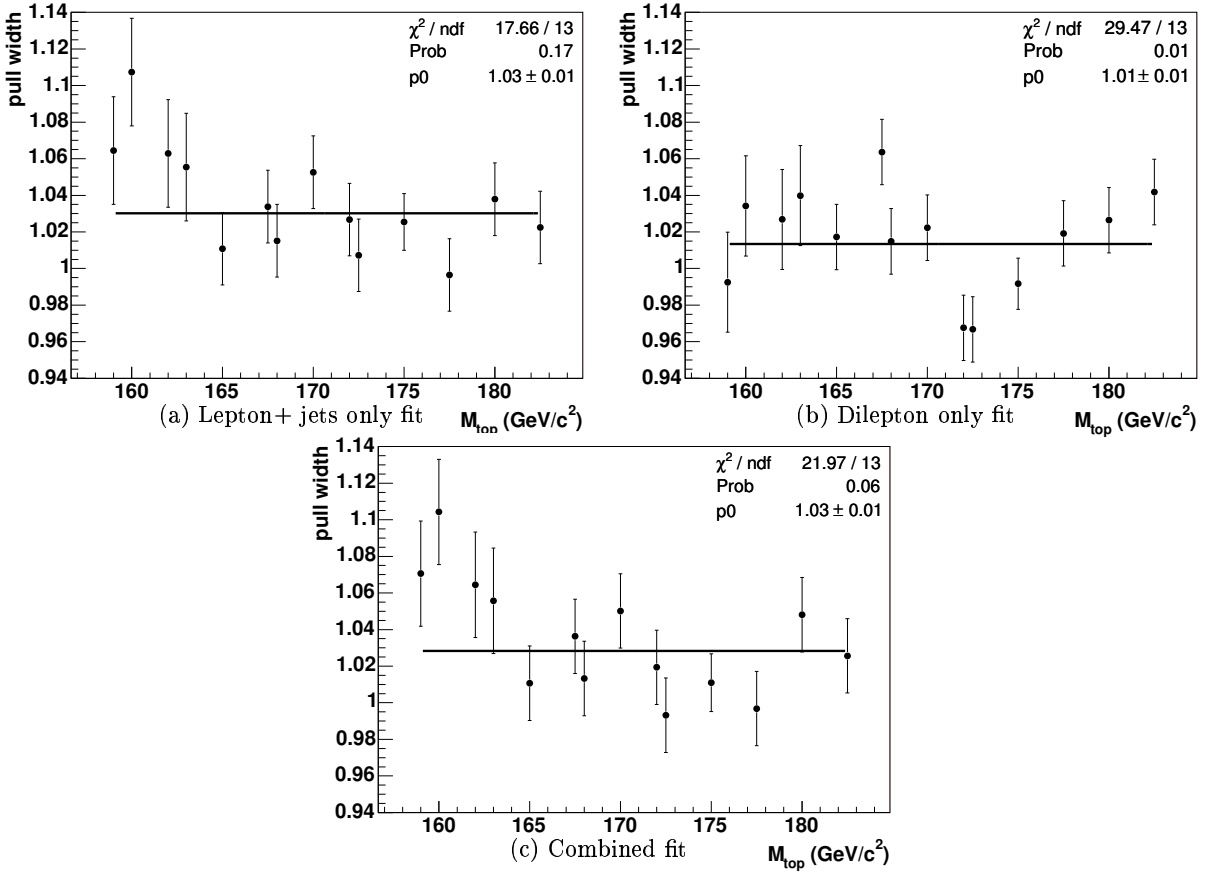 pull width
1.14
1.12
1.1
1.08
1.06
1.04
1.02
1
0.98
0.96
0.94
χ² / ndf 17.66 / 13
Prob 0.17
p0 1.03 ± 0.01
160 165 170 175 180
(a) Lepton+ jets only fit
M_top (GeV/c²)
pull width
1.14
1.12
1.1
1.08
1.06
1.04
1.02
1
0.98
0.96
0.94
χ² / ndf 29.47 / 13
Prob 0.01
p0 1.01 ± 0.01
160 165 170 175 180
(b) Dilepton only fit
M_top (GeV/c²)
pull width
1.14
1.12
1.1
1.08
1.06
1.04
1.02
1
0.98
0.96
0.94
χ² / ndf 21.97 / 13
Prob 0.06
p0 1.03 ± 0.01
160 165 170 175 180
(c) Combined fit
M_top (GeV/c²)